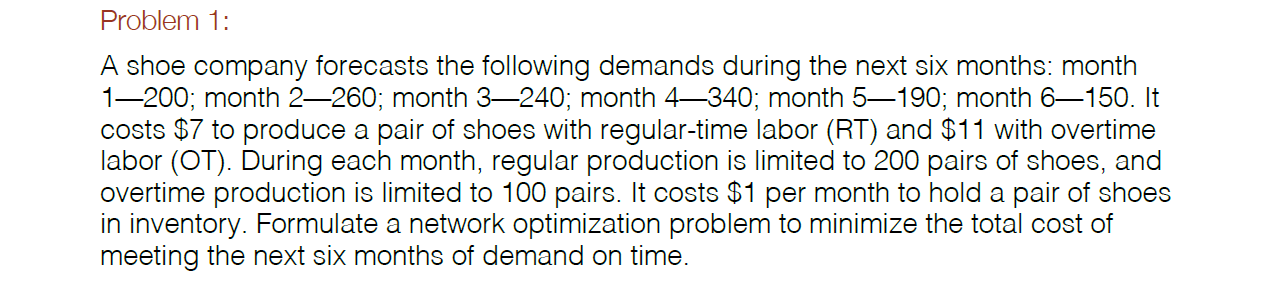 Problem 1:
A shoe company forecasts the following demands during the next six months: month
1—200; month 2—260; month 3—240; month 4—340; month 5—190; month 6—150. It
costs $7 to produce a pair of shoes with regular-time labor (RT) and $11 with overtime
labor (OT). During each month, regular production is limited to 200 pairs of shoes, and
overtime production is limited to 100 pairs. It costs $1 per month to hold a pair of shoes
in inventory. Formulate a network optimization problem to minimize the total cost of
meeting the next six months of demand on time.